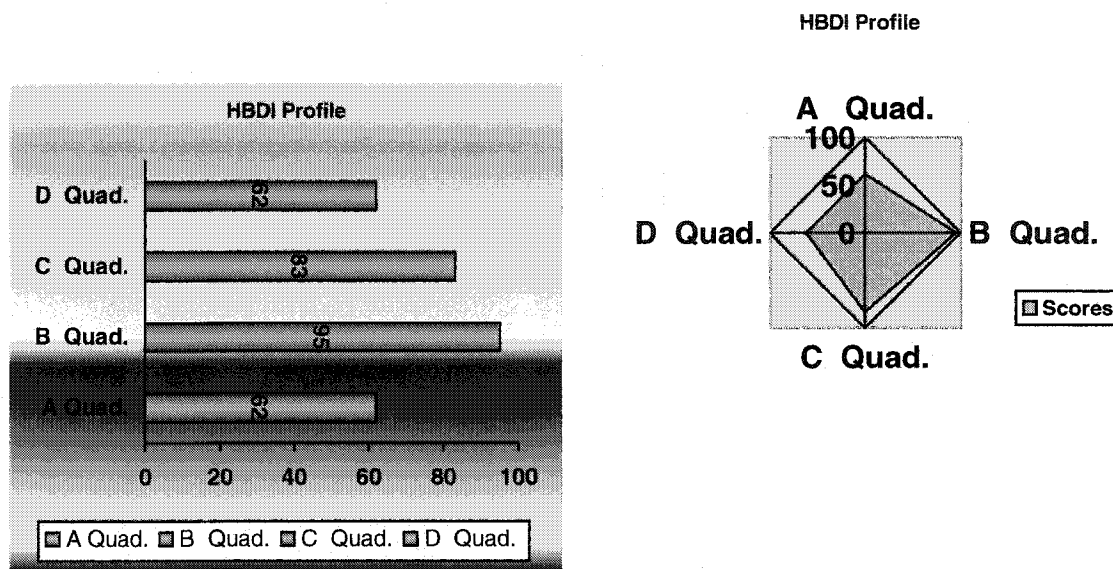 HBDI Profile
D Quad.
62
C Quad.
83
B Quad.
95
A Quad.
62
0 20 40 60 80 100
A Quad. B Quad. C Quad. D Quad.
HBDI Profile
A Quad.
100
50
D Quad. 0 B Quad.
Scores
C Quad.